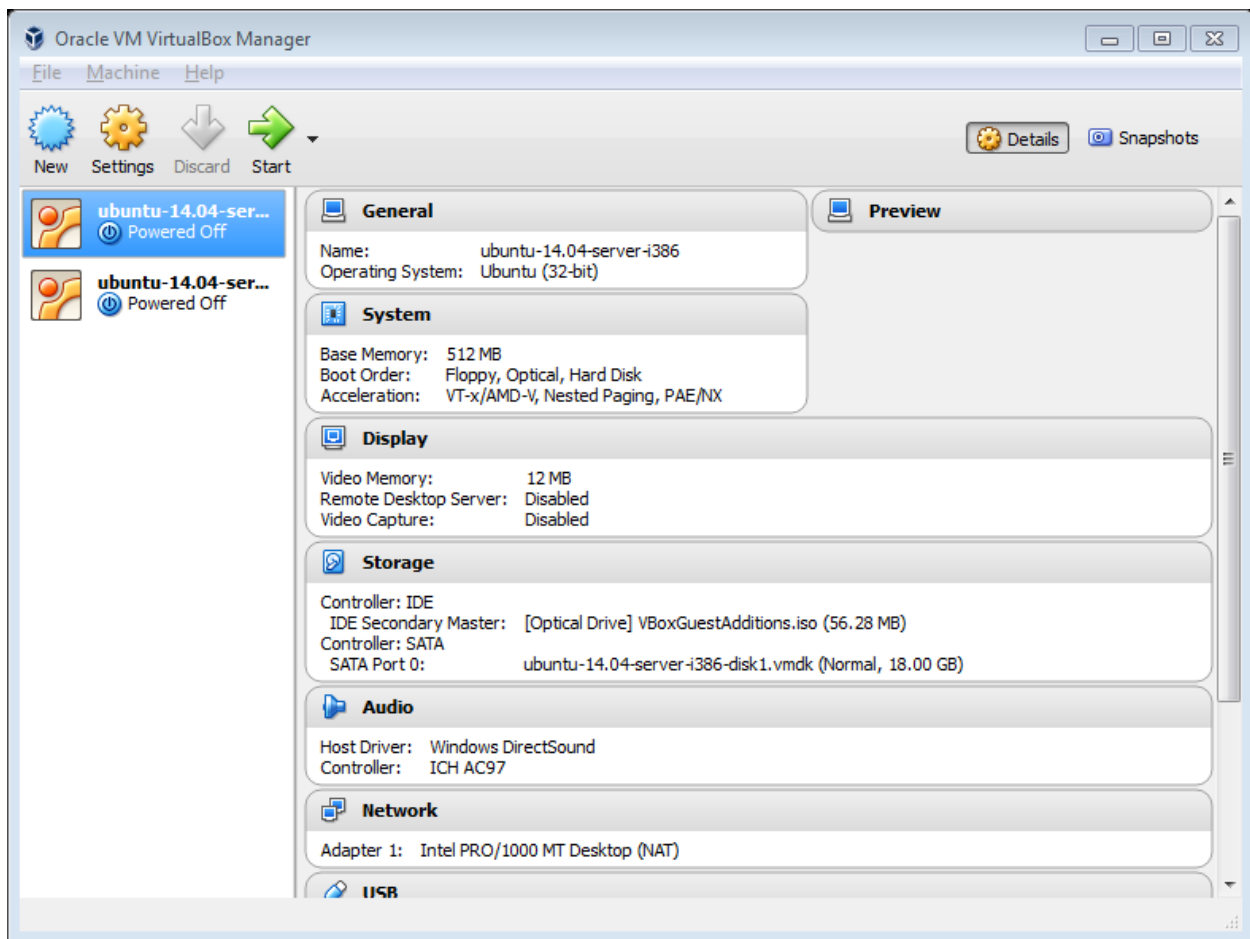 Oracle VM VirtualBox Manager
File Machine Help
New Settings Discard Start
Details Snapshots
ubuntu-14.04-ser...
Powered Off
ubuntu-14.04-ser...
Powered Off
General
Name: ubuntu-14.04-server-i386
Operating System: Ubuntu (32-bit)
Preview
System
Base Memory: 512 MB
Boot Order: Floppy, Optical, Hard Disk
Acceleration: VT-x/AMD-V, Nested Paging, PAE/NX
Display
Video Memory: 12 MB
Remote Desktop Server: Disabled
Video Capture: Disabled
Storage
Controller: IDE
IDE Secondary Master: [Optical Drive] VBoxGuestAdditions.iso (56.28 MB)
Controller: SATA
SATA Port 0: ubuntu-14.04-server-i386-disk1.vmdk (Normal, 18.00 GB)
Audio
Host Driver: Windows DirectSound
Controller: ICH AC97
Network
Adapter 1: Intel PRO/1000 MT Desktop (NAT)
USB